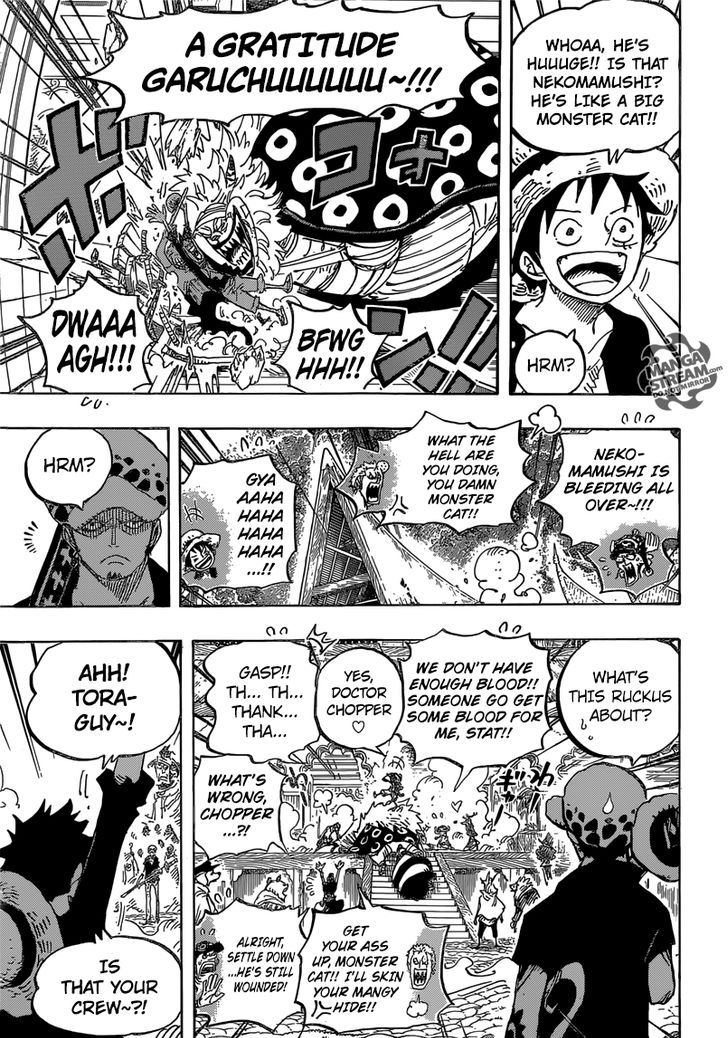 WHOAA, HE'S
HUUUGE!! IS THAT
NEKOMAMUSHI?
HE'S LIKE A BIG
MONSTER CAT!!
HRM?
A GRATITUDE
GARUCHUUUUUU~!!!
DWAAA
AGH!!!
BFWG
HHH!!
MANGA
STREAM.com
DO NOT MIRROR
NEKO-
MAMUSHI IS
BLEEDING ALL
OVER~!!!
WHAT THE
HELL ARE
YOU DOING,
YOU DAMN
MONSTER
CAT!!
GYA
AAHA
HAHA
HAHA
HAHA
...!!
HRM?
WHAT'S
THIS RUCKUS
ABOUT?
WE DON'T HAVE
ENOUGH BLOOD!!
SOMEONE GO GET
SOME BLOOD FOR
ME, STAT!!
YES,
DOCTOR
CHOPPER
♡
GASP!!
TH... TH...
THANK...
THA...
WHAT'S
WRONG,
CHOPPER
...?!
GET
YOUR ASS
UP, MONSTER
CAT!! I'LL SKIN
YOUR MANGY
HIDE!!
ALRIGHT,
SETTLE DOWN
...HE'S STILL
WOUNDED!
AHH!
TORA-
GUY~!
IS
THAT YOUR
CREW~?!